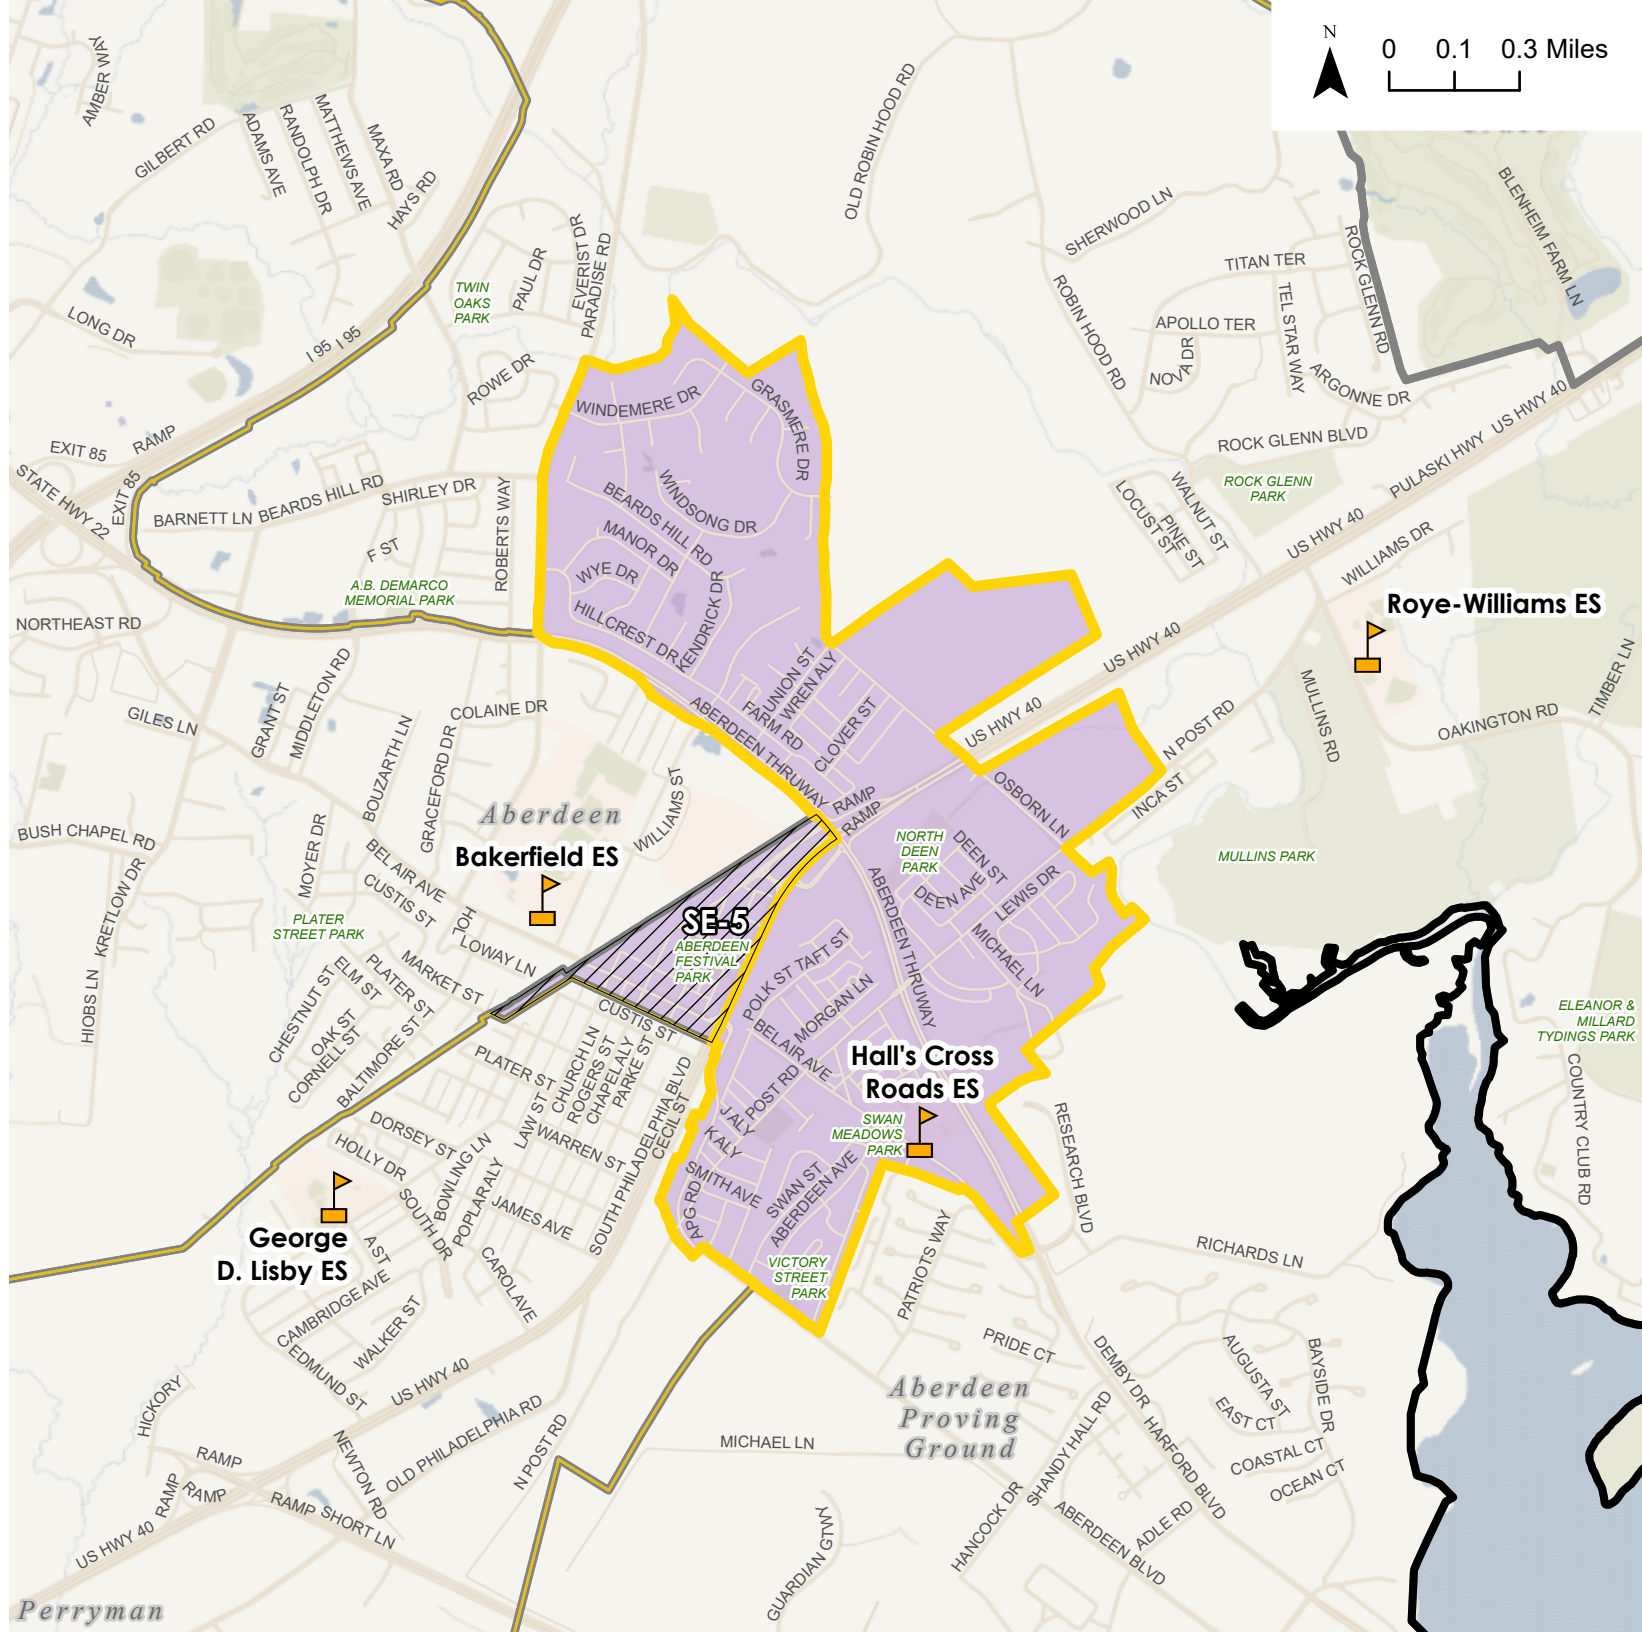 N
0 0.1 0.3 Miles
AMBER WAY
GILBERT RD
ADAMS AVE
RANDOLPH DR
MATTHEWS AVE
MAXA RD
HAYS RD
OLD ROBIN HOOD RD
SHERWOOD LN
BLENHEIM FARM LN
TITAN TER
ROCK GLENN RD
TEL STAR WAY
ROBIN HOOD RD
APOLLO TER
NOVA DR
ARGONNE DR
ROCK GLENN BLVD
PULASKI HWY
US HWY 40
TWIN
OAKS
PARK
PAUL DR
EVERIST DR
PARADISE RD
LONG DR
I 95
I 95
ROWE DR
WINDEMERE DR
GRASMERE DR
EXIT 85
RAMP
STATE HWY 22
EXIT 85
BARNETT LN
BEARDS HILL RD
SHIRLEY DR
ROBERTS WAY
F ST
WINDSONG DR
BEARDS HILL RD
MANOR DR
WYE DR
HILLCREST DR
KENDRICK DR
ROCK GLENN
PARK
WALNUT ST
LOCUST ST
PINE ST
US HWY 40
WILLIAMS DR
A.B. DEMARCO
MEMORIAL PARK
NORTHEAST RD
Roye-Williams ES
US HWY 40
MULLINS RD
TIMBER LN
OAKINGTON RD
GILES LN
GRANT ST
MIDDLETON RD
COLAINE DR
BOUZARTH LN
GRACEFORD DR
UNION ST
WREN ALY
FARM RD
CLOVER ST
ABERDEEN THRUWAY
US HWY 40
N POST RD
INCA ST
OSBORN LN
RAMP
RAMP
Aberdeen
WILLIAMS ST
BUSH CHAPEL RD
MOYER DR
BELAIR AVE
CUSTIS ST
Bakerfield ES
KRETLOW DR
HIOBS LN
PLATER
STREET PARK
HOL
LOWAY LN
MARKET ST
PLATER ST
ELM ST
CHESTNUT ST
OAK ST
CORNELL ST
BALTIMORE ST
SE-5
ABERDEEN
FESTIVAL
PARK
NORTH
DEEN
PARK
DEEN ST
DEEN AVE
LEWIS DR
MICHAEL LN
ABERDEEN THRUWAY
MULLINS PARK
POLK ST
TAFT ST
MORGAN LN
BELAIR AVE
CUSTIS ST
ELEANOR &
MILLARD
TYDINGS PARK
COUNTRY CLUB RD
Hall's Cross
Roads ES
PLATER ST
CHURCH LN
ROGERS ST
CHAPEL ALY
PARKE ST
LAW ST
WARREN ST
SOUTH PHILADELPHIA BLVD
CECIL ST
POST RD
J ALY
K ALY
SMITH AVE
APG RD
SWAN ST
ABERDEEN AVE
SWAN
MEADOWS
PARK
RESEARCH BLVD
DORSEY ST
HOLLY DR
BOWLING LN
POPLAR ALY
SOUTH DR
JAMES AVE
CAROL AVE
George
D. Lisby ES
A ST
CAMBRIDGE AVE
WALKER ST
C
EDMUND ST
VICTORY
STREET
PARK
PATRIOTS WAY
RICHARDS LN
PRIDE CT
DEMBY DR
HARFORD BLVD
AUGUSTA ST
BAYSIDE DR
EAST CT
COASTAL CT
OCEAN CT
Aberdeen
Proving
Ground
US HWY 40
OLD PHILADELPHIA RD
HICKORY
RAMP
RAMP
RAMP
NEWTON RD
RAMP
SHORT LN
US HWY 40
N POST RD
MICHAEL LN
SHANDY HALL RD
HANCOCK DR
ADLE RD
ABERDEEN BLVD
GUARDIAN GTWY
Perryman